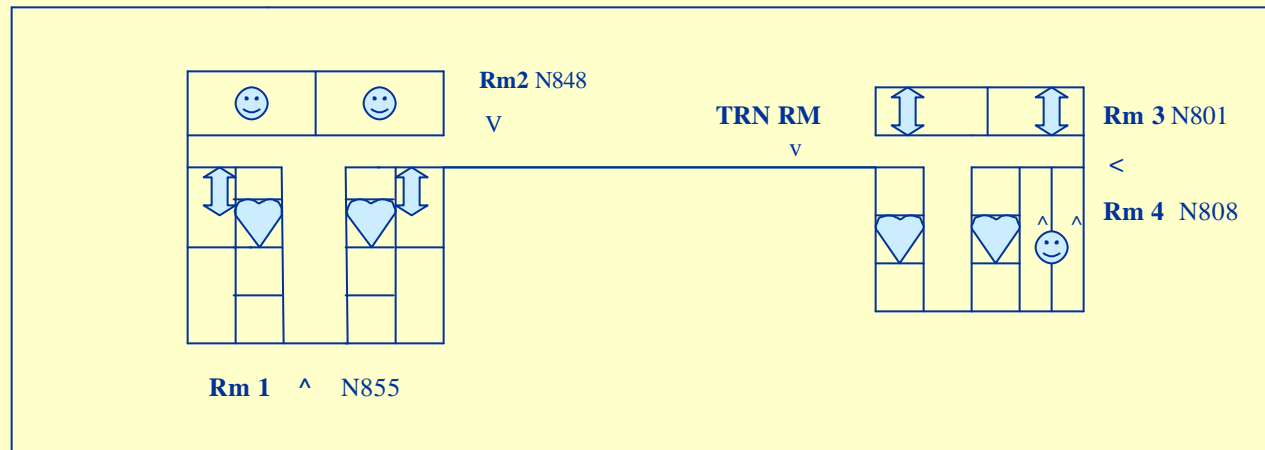 Rm2 N848
V
TRN RM
v
Rm 3 N801
<
Rm 4 N808
^ ^
Rm 1 ^ N855